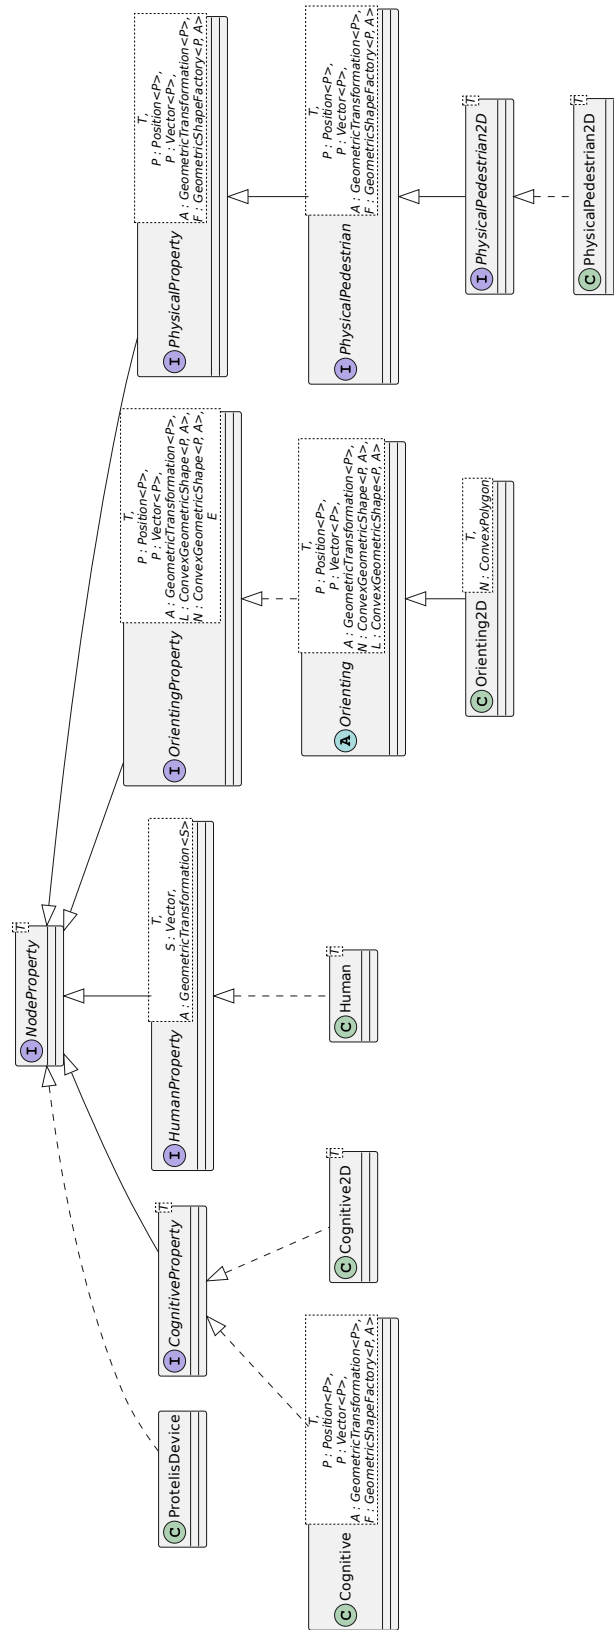 I NodeProperty
T
C ProtelisDevice
I CognitiveProperty
T
I HumanProperty
T,
S : Vector,
A : GeometricTransformation<S>
I OrientingProperty
T,
P : Position<P>,
P : Vector<P>,
A : GeometricTransformation<P>,
L : ConvexGeometricShape<P, A>,
N : ConvexGeometricShape<P, A>,
E
I PhysicalProperty
T,
P : Position<P>,
P : Vector<P>,
A : GeometricTransformation<P>,
F : GeometricShapeFactory<P, A>
C Cognitive
T,
P : Position<P>,
P : Vector<P>,
A : GeometricTransformation<P>,
F : GeometricShapeFactory<P, A>
C Cognitive2D
T
C Human
T
A Orienting
T,
P : Position<P>,
P : Vector<P>,
A : GeometricTransformation<P>,
N : ConvexGeometricShape<P, A>,
L : ConvexGeometricShape<P, A>
I PhysicalPedestrian
T,
P : Position<P>,
P : Vector<P>,
A : GeometricTransformation<P>,
F : GeometricShapeFactory<P, A>
C Orienting2D
T,
N : ConvexPolygon
I PhysicalPedestrian2D
T
C PhysicalPedestrian2D
T